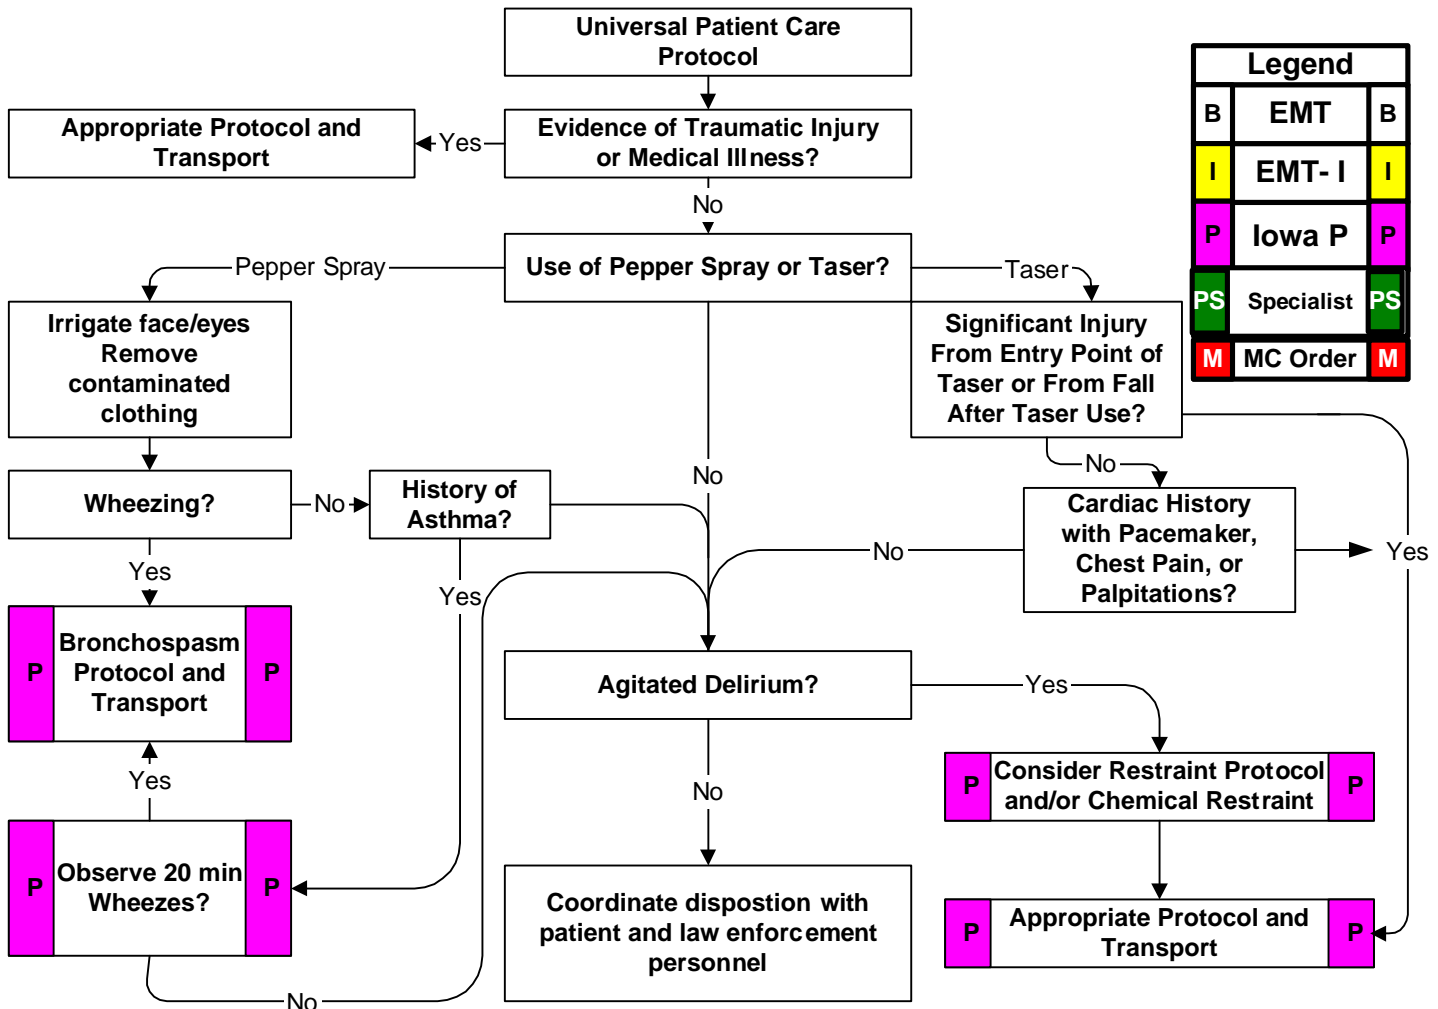 Universal Patient Care
Protocol
Legend
B EMT B
I EMT- I I
P Iowa P P
PS Specialist PS
M MC Order M
Appropriate Protocol and
Transport
Yes
Evidence of Traumatic Injury
or Medical Illness?
No
Pepper Spray
Use of Pepper Spray or Taser?
Taser
Irrigate face/eyes
Remove
contaminated
clothing
Significant Injury
From Entry Point of
Taser or From Fall
After Taser Use?
No
No
Wheezing?
No
History of
Asthma?
Cardiac History
with Pacemaker,
Chest Pain, or
Palpitations?
No
Yes
Yes
Yes
P Bronchospasm P
Protocol and
Transport
Agitated Delirium?
Yes
Yes
No
P Consider Restraint Protocol P
and/or Chemical Restraint
P Observe 20 min P
Wheezes?
Coordinate dispostion with
patient and law enforcement
personnel
P Appropriate Protocol and P
Transport
No